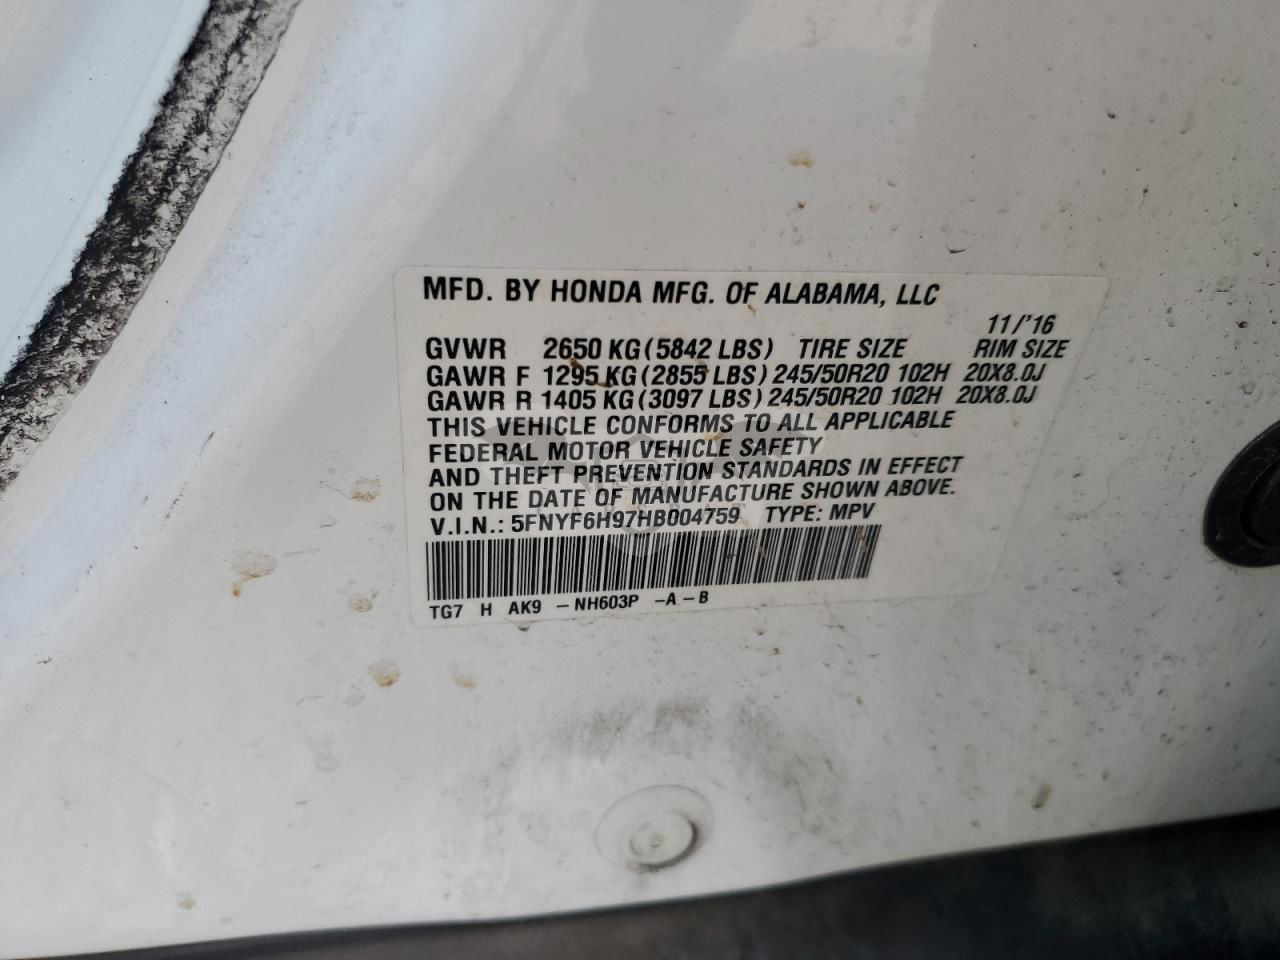 MFD. BY HONDA MFG. OF ALABAMA, LLC
11/'16
GVWR 2650 KG (5842 LBS) TIRE SIZE RIM SIZE
GAWR F 1295 KG (2855 LBS) 245/50R20 102H 20X8.0J
GAWR R 1405 KG (3097 LBS) 245/50R20 102H 20X8.0J
THIS VEHICLE CONFORMS TO ALL APPLICABLE
FEDERAL MOTOR VEHICLE SAFETY
AND THEFT PREVENTION STANDARDS IN EFFECT
ON THE DATE OF MANUFACTURE SHOWN ABOVE.
V.I.N.: 5FNYF6H97HB004759 TYPE: MPV
TG7 H AK9 -NH603P -A-B